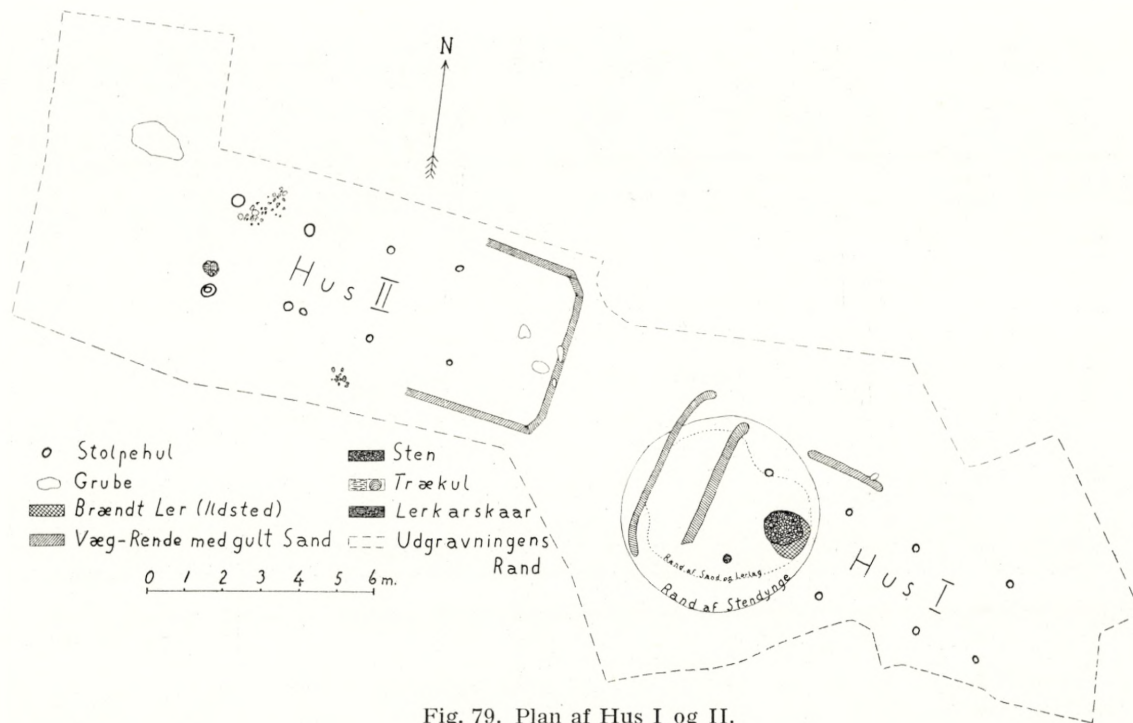 N
Hus II
Stolpehul
Grube
Brændt Ler (Ildsted)
Væg-Rende med gult Sand
Sten
Trækul
Lerkarskaar
Udgravningens
Rand
0 1 2 3 4 5 6 m.
Rand af Sand og Lerlag
Rand af Stendynge
Hus I
Fig. 79. Plan af Hus I og II.